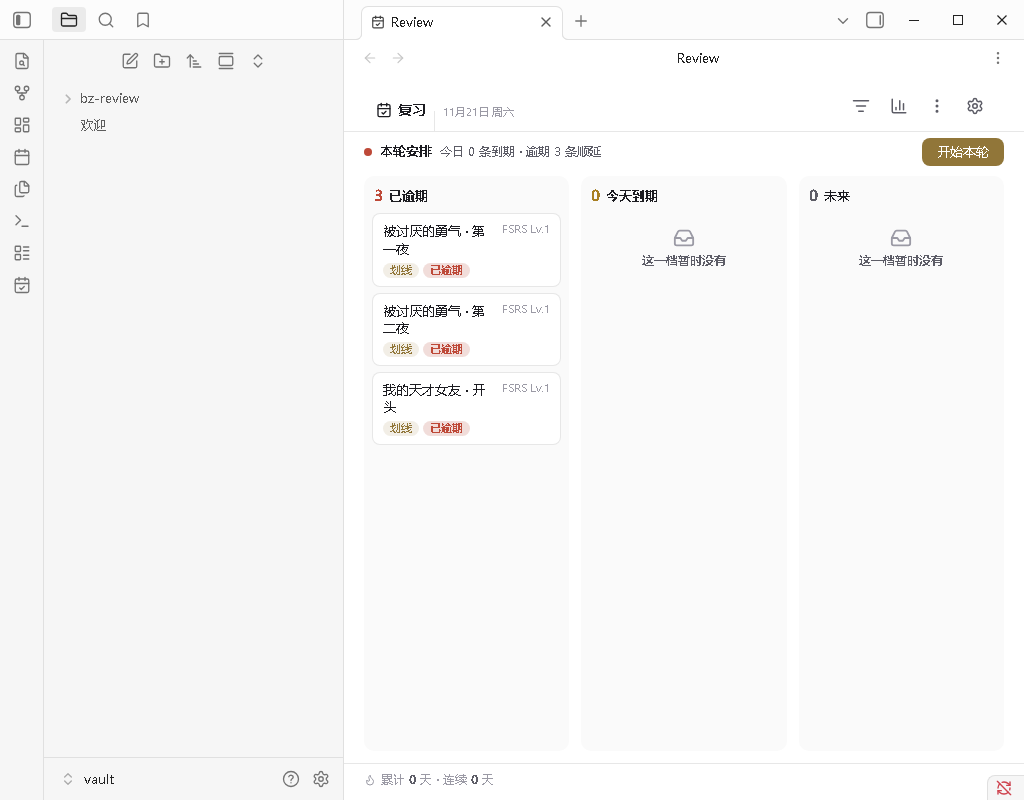 Review
Review
bz-review
欢迎
复习
11月21日 周六
本轮安排 今日 0 条到期 · 逾期 3 条顺延
开始本轮
3 已逾期
被讨厌的勇气 · 第
一夜
FSRS Lv.1
划线 已逾期
被讨厌的勇气 · 第
二夜
FSRS Lv.1
划线 已逾期
我的天才女友 · 开
头
FSRS Lv.1
划线 已逾期
0 今天到期
这一档暂时没有
0 未来
这一档暂时没有
累计 0 天 · 连续 0 天
vault